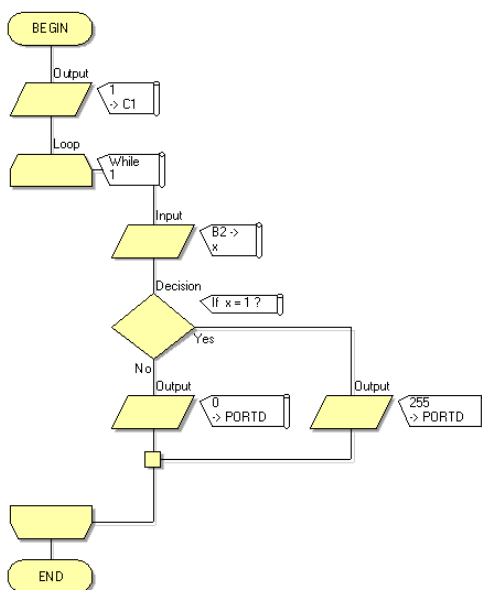 BEGIN
Output
1
-> C1
Loop
While
1
Input
B2 ->
x
Decision
If x = 1 ?
Yes
No
Output
0
-> PORTD
Output
255
-> PORTD
END